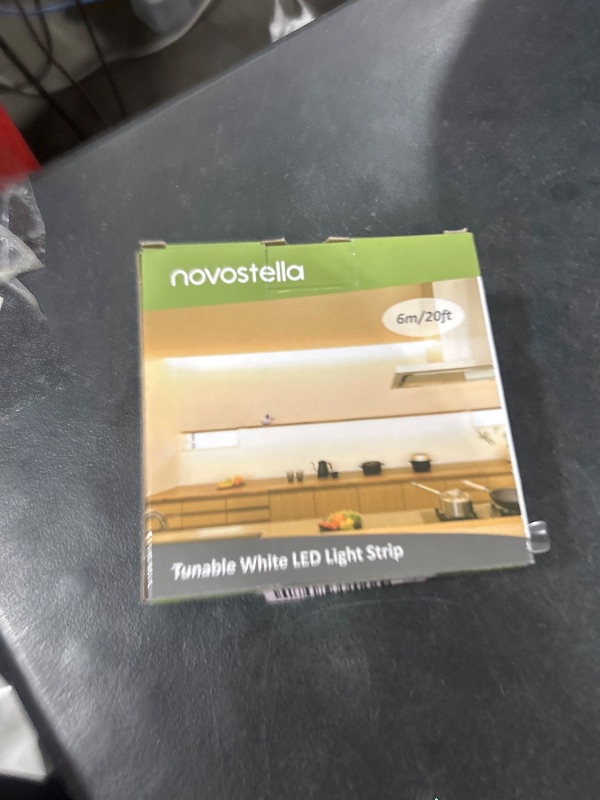 novostella
6m/20ft
Tunable White LED Light Strip